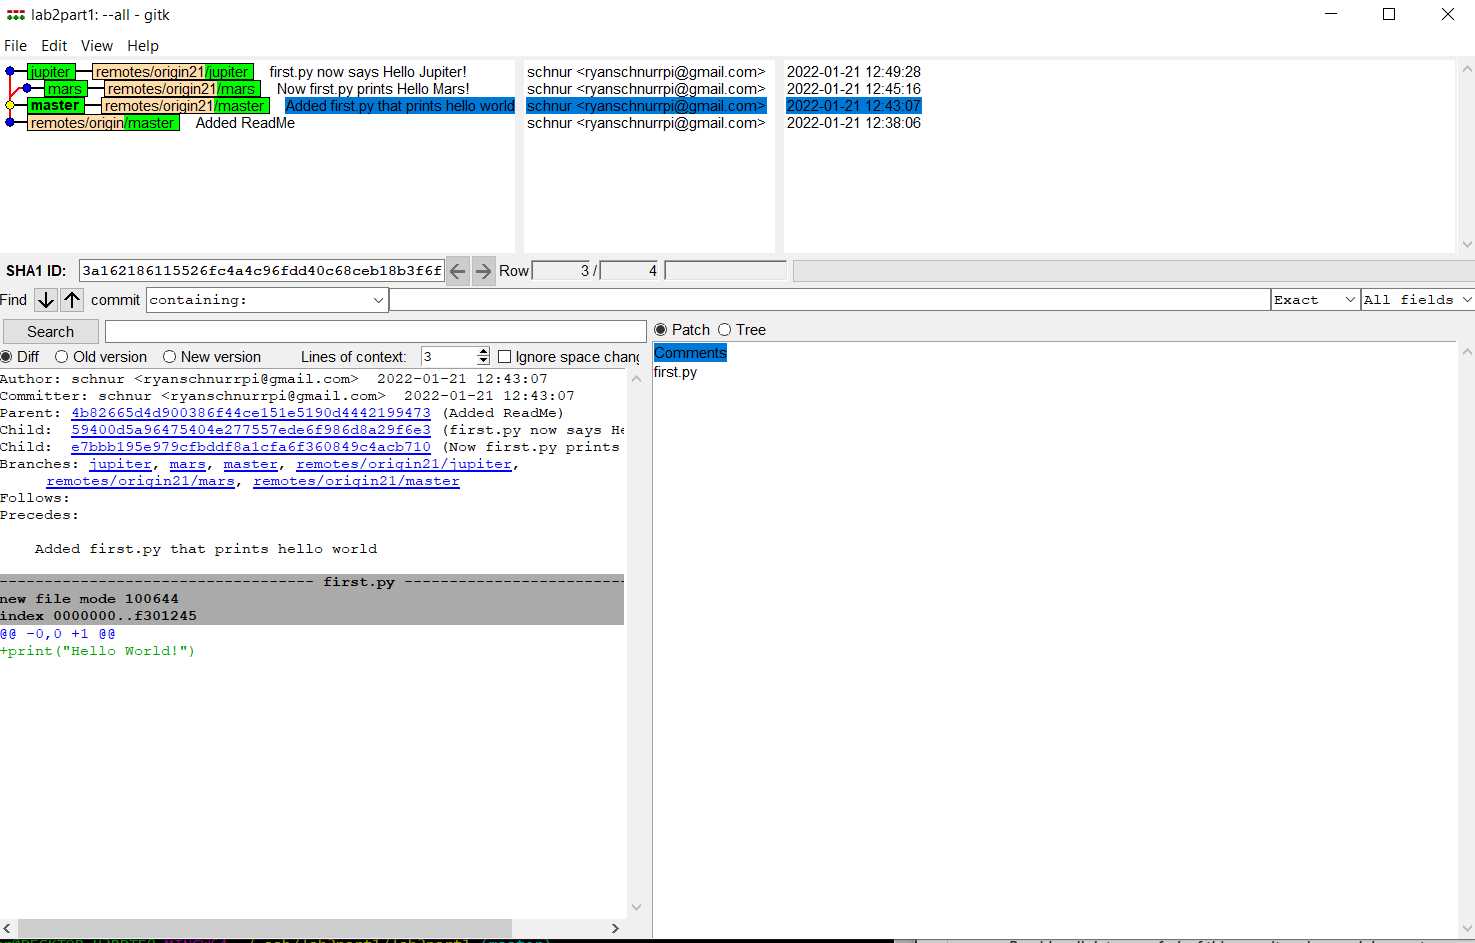 lab2part1: --all - gitk
File Edit View Help
jupiter remotes/origin21/jupiter first.py now says Hello Jupiter! schnur <ryanschnurrpi@gmail.com> 2022-01-21 12:49:28
mars remotes/origin21/mars Now first.py prints Hello Mars! schnur <ryanschnurrpi@gmail.com> 2022-01-21 12:45:16
master remotes/origin21/master Added first.py that prints hello world schnur <ryanschnurrpi@gmail.com> 2022-01-21 12:43:07
remotes/origin/master Added ReadMe schnur <ryanschnurrpi@gmail.com> 2022-01-21 12:38:06
SHA1 ID: 3a162186115526fc4a4c96fdd40c68ceb18b3f6f Row 3 / 4
Find commit containing: Exact All fields
Search
Patch Tree
Diff Old version New version Lines of context: 3 Ignore space chang
Comments
first.py
Author: schnur <ryanschnurrpi@gmail.com> 2022-01-21 12:43:07
Committer: schnur <ryanschnurrpi@gmail.com> 2022-01-21 12:43:07
Parent: 4b82665d4d900386f44ce151e5190d4442199473 (Added ReadMe)
Child: 59400d5a96475404e277557ede6f986d8a29f6e3 (first.py now says He
Child: e7bbb195e979cfbddf8a1cfa6f360849c4acb710 (Now first.py prints
Branches: jupiter, mars, master, remotes/origin21/jupiter,
remotes/origin21/mars, remotes/origin21/master
Follows:
Precedes:
Added first.py that prints hello world
---------------------------------- first.py -------------------------
new file mode 100644
index 0000000..f301245
@@ -0,0 +1 @@
+print("Hello World!")